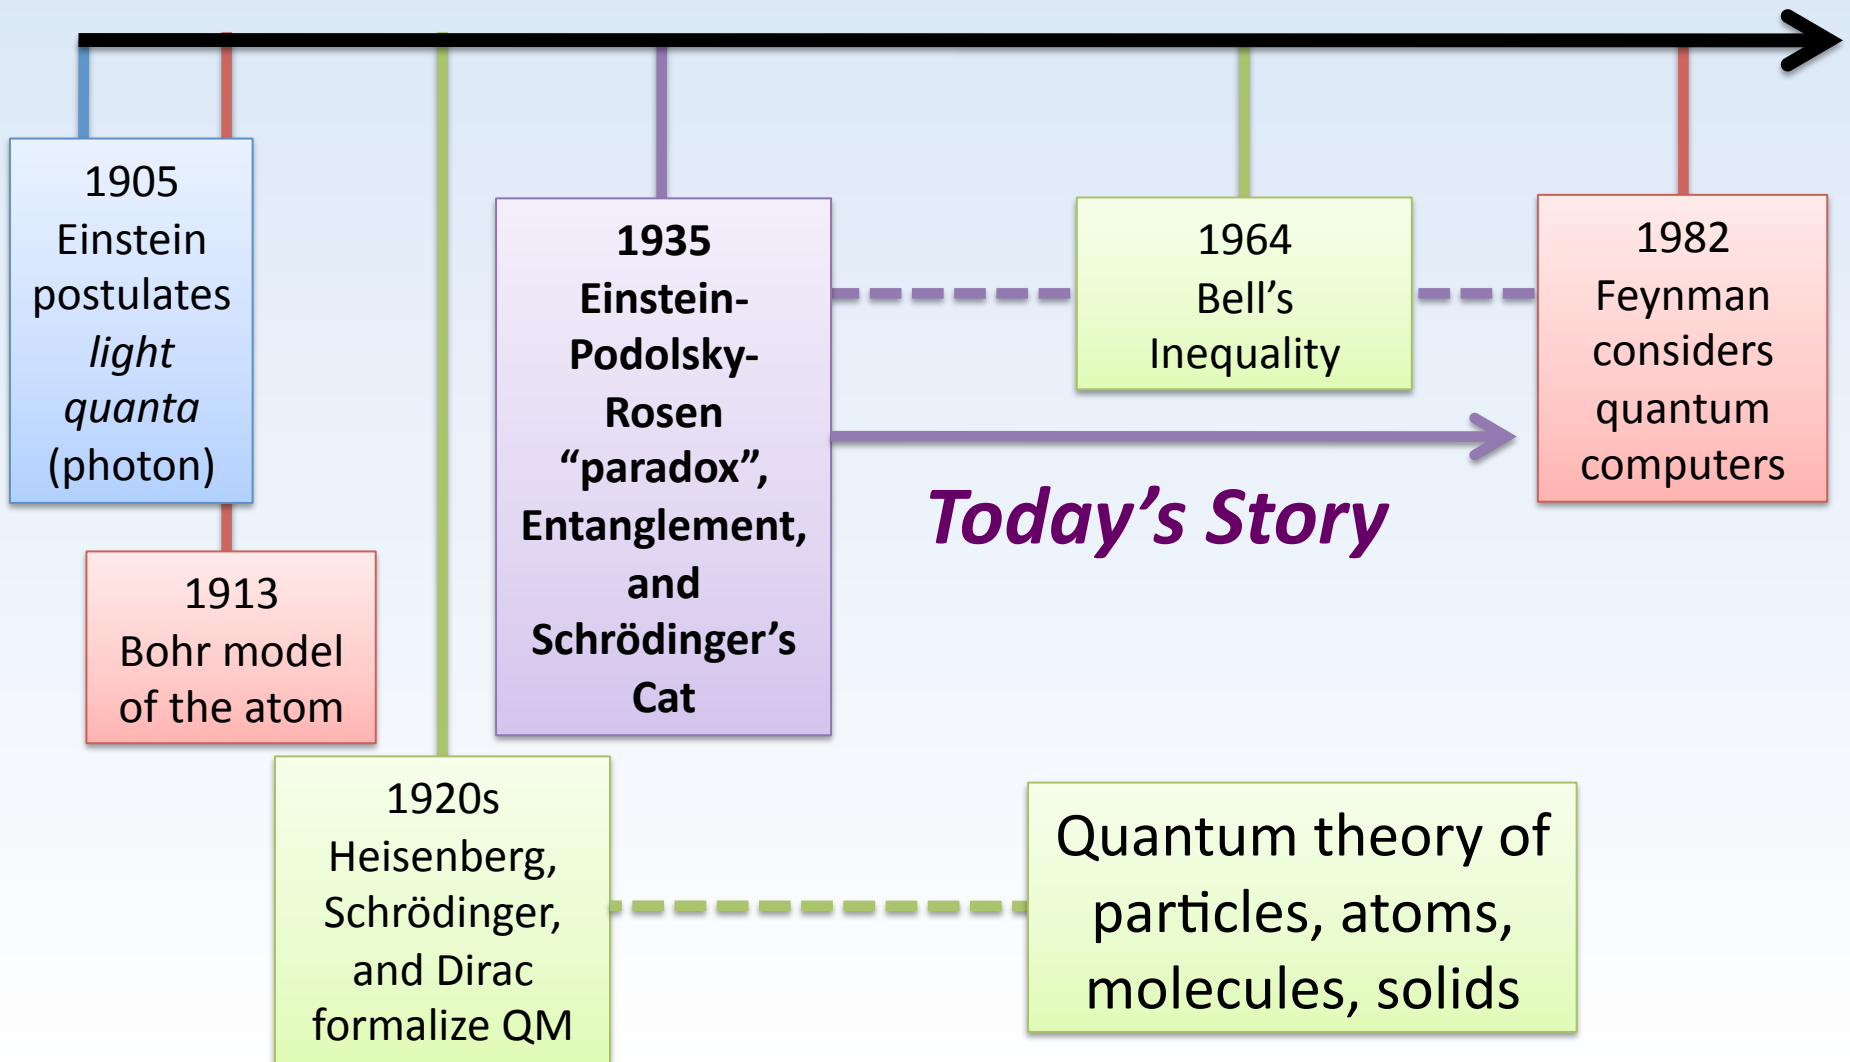 1905
Einstein
postulates
light
quanta
(photon)
1913
Bohr model
of the atom
1920s
Heisenberg,
Schrödinger,
and Dirac
formalize QM
1935
Einstein-
Podolsky-
Rosen
“paradox”,
Entanglement,
and
Schrödinger’s
Cat
1964
Bell’s
Inequality
1982
Feynman
considers
quantum
computers
Today’s Story
Quantum theory of
particles, atoms,
molecules, solids